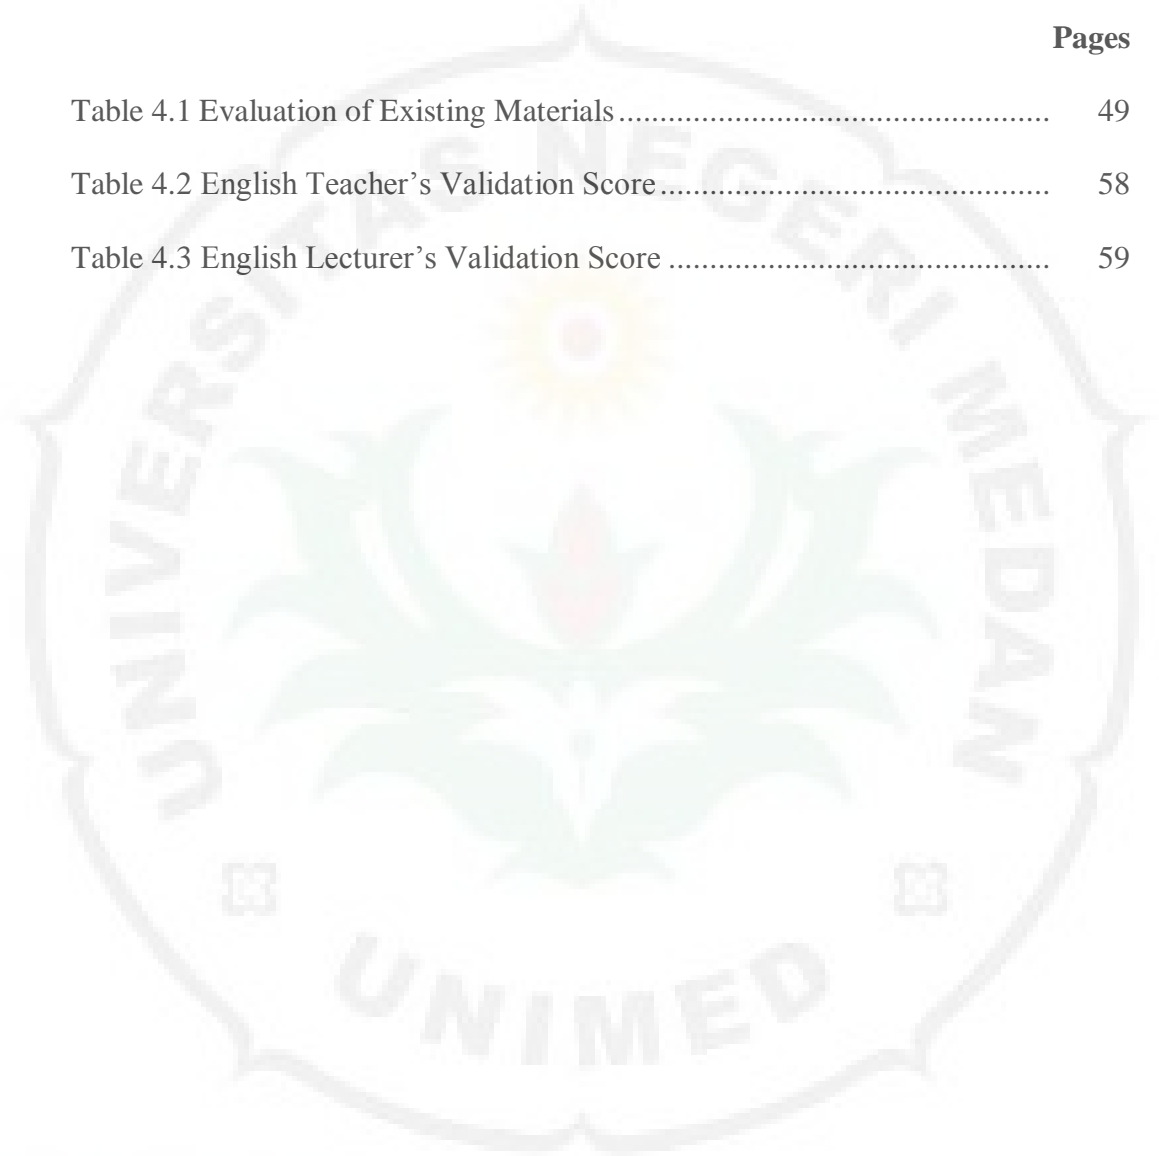 Pages
Table 4.1 Evaluation of Existing Materials.................................................... 49
Table 4.2 English Teacher’s Validation Score............................................... 58
Table 4.3 English Lecturer’s Validation Score .............................................. 59
UNIVERSITAS NEGERI MEDAN
UNIMED